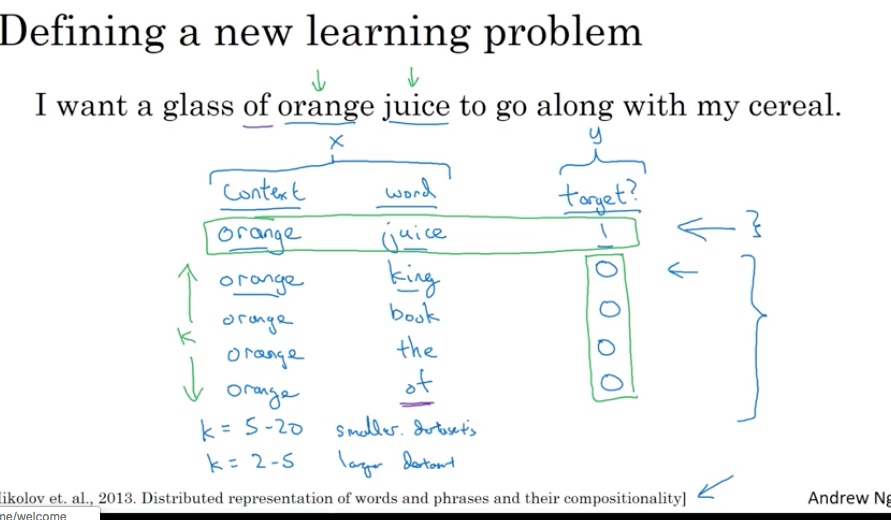 Defining a new learning problem
I want a glass of orange juice to go along with my cereal.
x y
context word target?
orange juice 1
orange king 0
orange book 0
orange the 0
orange of 0
k
k = 5-20 smaller datasets
k = 2-5 larger dataset
likolov et. al., 2013. Distributed representation of words and phrases and their compositionality] Andrew Ng
ne/welcome